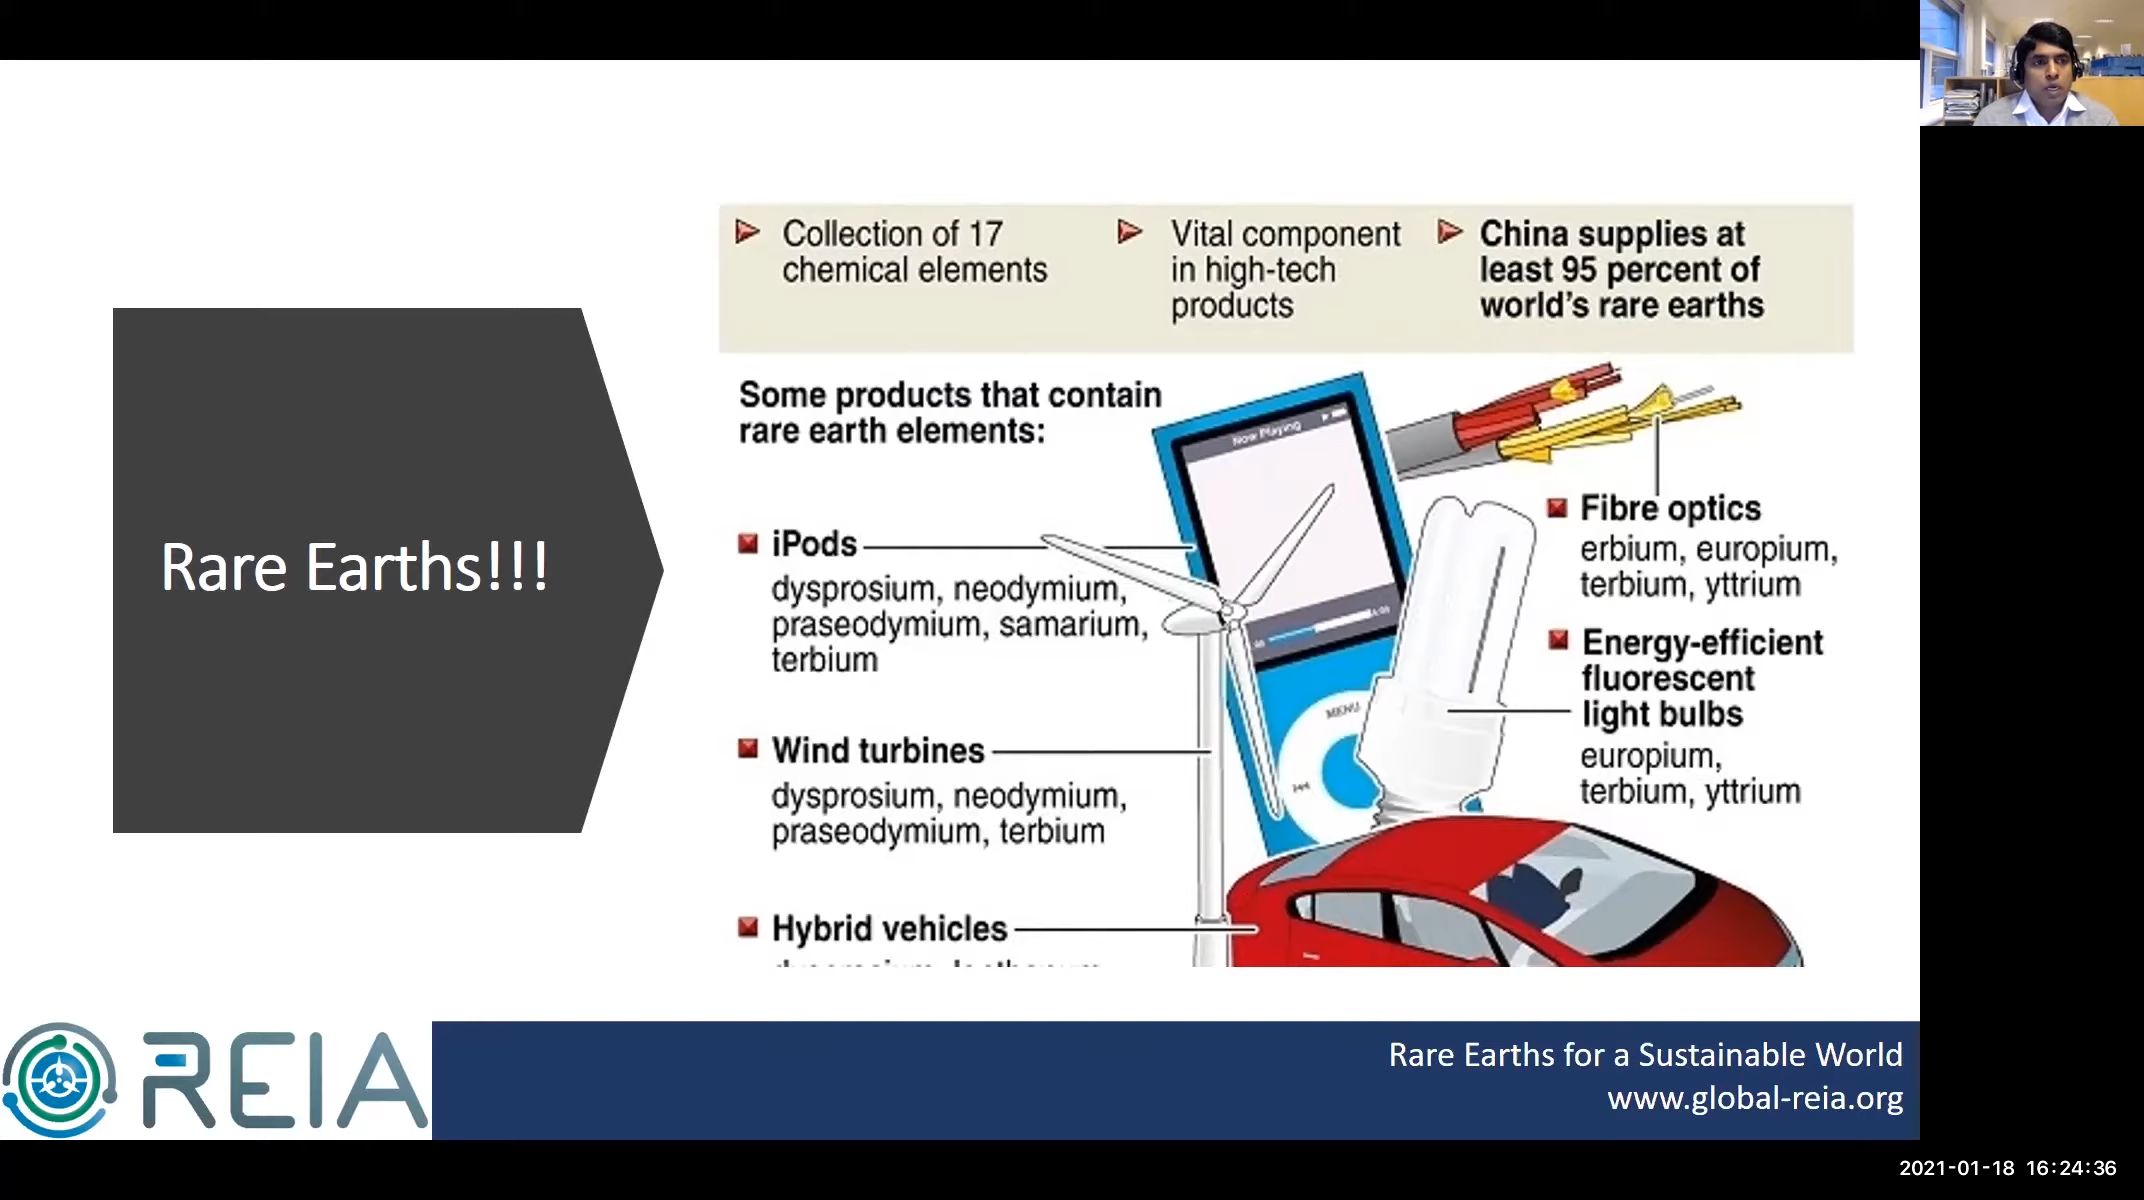 Collection of 17
chemical elements
Vital component
in high-tech
products
China supplies at
least 95 percent of
world's rare earths
Rare Earths!!!
Some products that contain
rare earth elements:
Now Playing
iPods
dysprosium, neodymium,
praseodymium, samarium,
terbium
Wind turbines
dysprosium, neodymium,
praseodymium, terbium
Hybrid vehicles
MENU
Fibre optics
erbium, europium,
terbium, yttrium
Energy-efficient
fluorescent
light bulbs
europium,
terbium, yttrium
REIA
Rare Earths for a Sustainable World
www.global-reia.org
2021-01-18 16:24:36